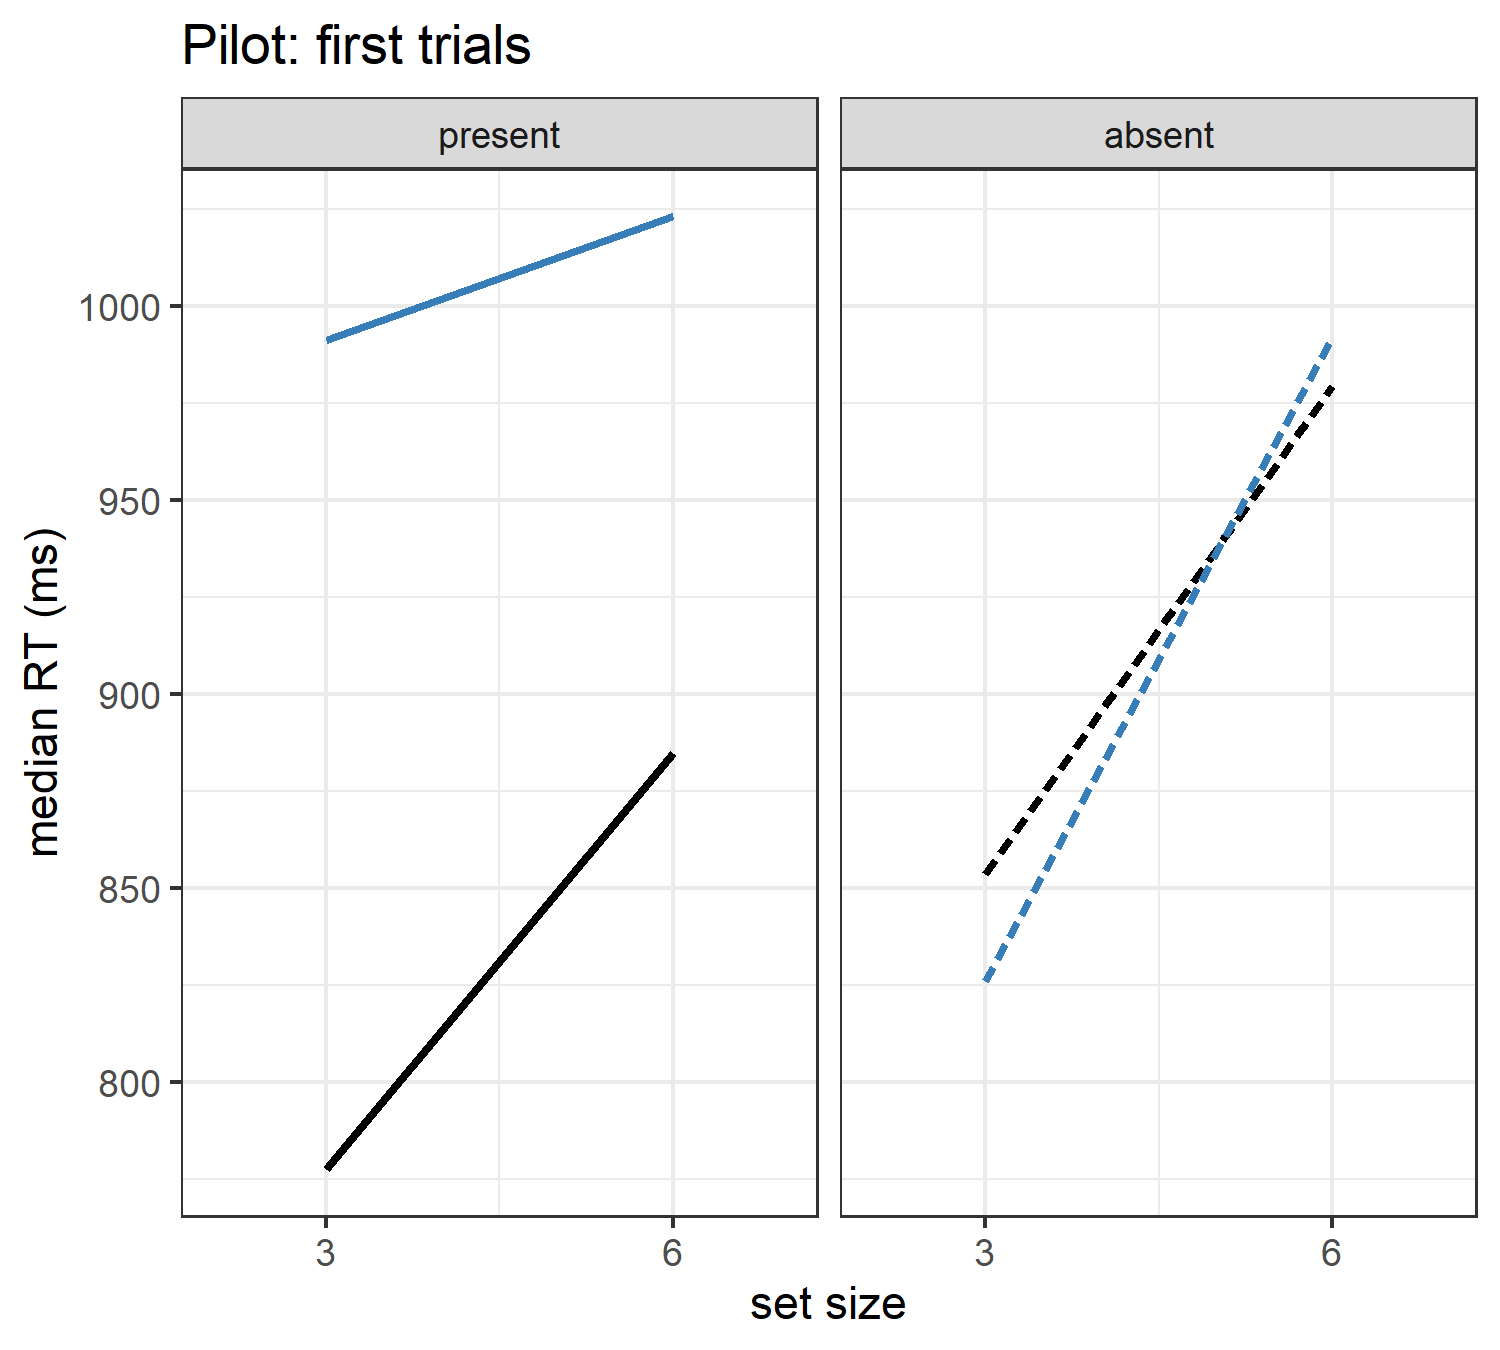 Pilot: first trials
present
absent
median RT (ms)
1000
950
900
850
800
3
6
3
6
set size